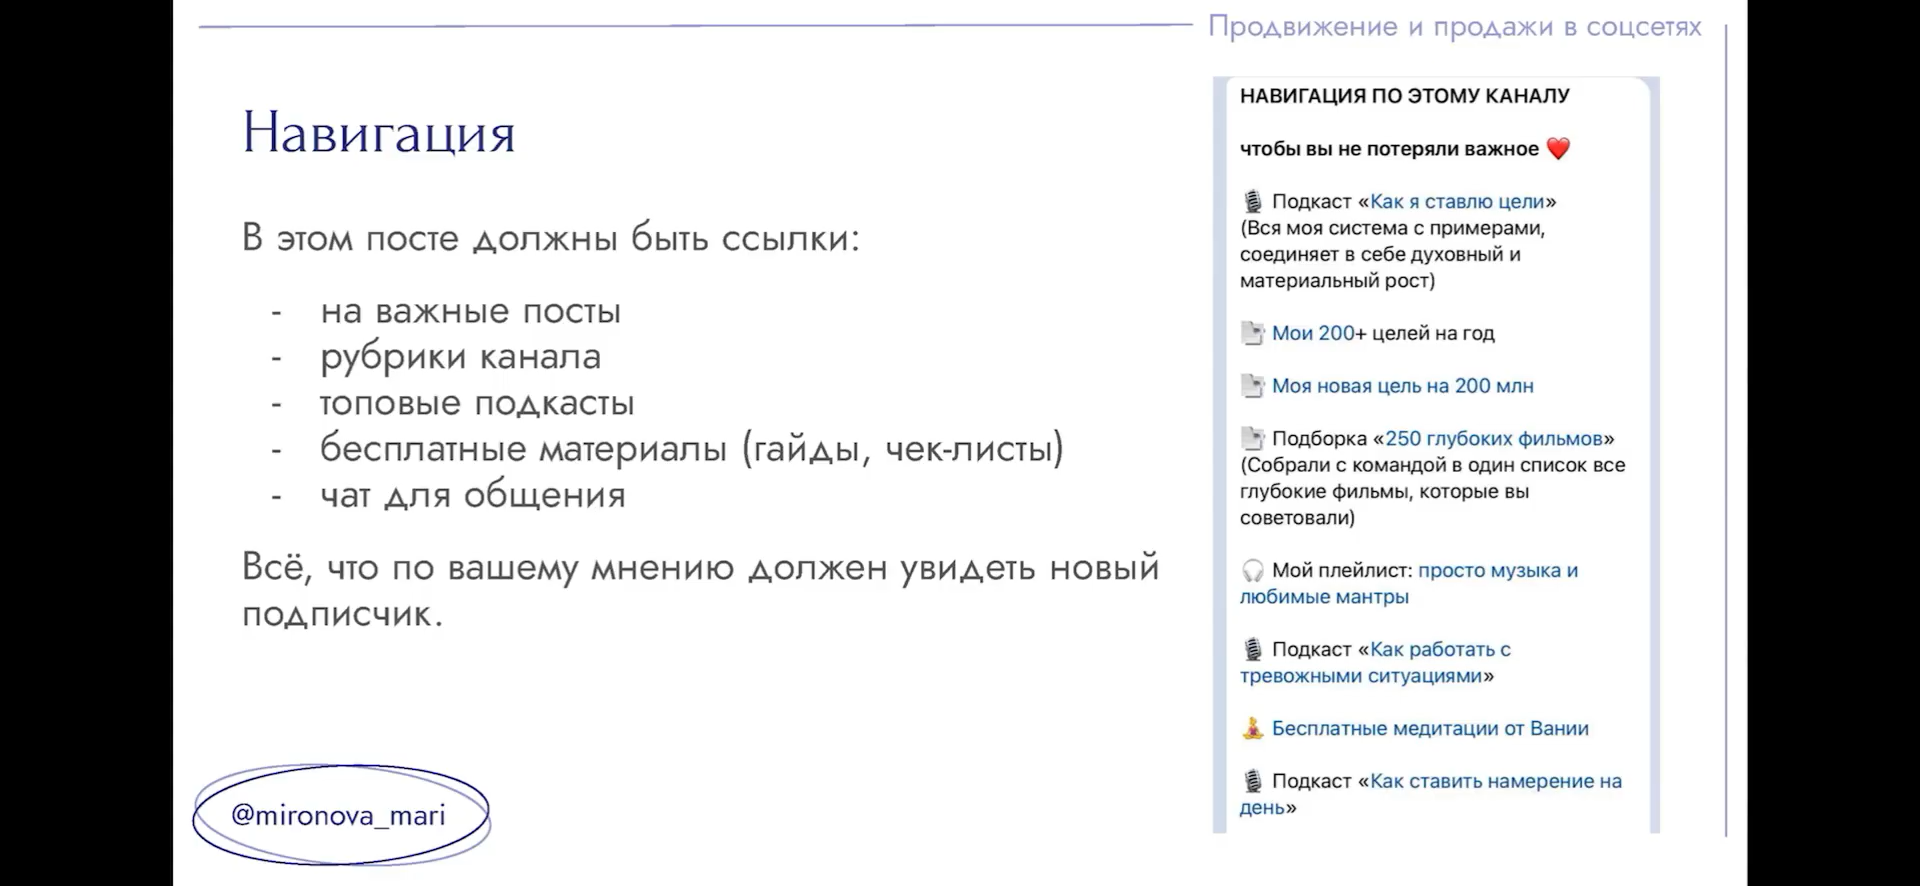 Продвижение и продажи в соцсетях
Навигация
В этом посте должны быть ссылки:
- на важные посты
- рубрики канала
- топовые подкасты
- бесплатные материалы (гайды, чек-листы)
- чат для общения
Всё, что по вашему мнению должен увидеть новый
подписчик.
@mironova_mari
НАВИГАЦИЯ ПО ЭТОМУ КАНАЛУ
чтобы вы не потеряли важное ❤️
🎙 Подкаст «Как я ставлю цели»
(Вся моя система с примерами,
соединяет в себе духовный и
материальный рост)
📄 Мои 200+ целей на год
📄 Моя новая цель на 200 млн
📄 Подборка «250 глубоких фильмов»
(Собрали с командой в один список все
глубокие фильмы, которые вы
советовали)
🎧 Мой плейлист: просто музыка и
любимые мантры
🎙 Подкаст «Как работать с
тревожными ситуациями»
🧘 Бесплатные медитации от Вании
🎙 Подкаст «Как ставить намерение на
день»